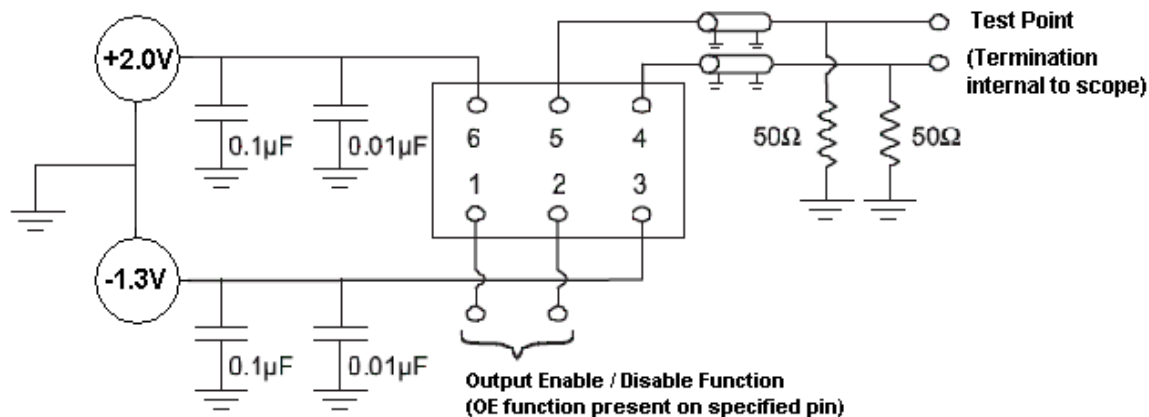 +2.0V
0.1µF
0.01µF
6
5
4
1
2
3
50Ω
50Ω
Test Point
(Termination
internal to scope)
-1.3V
0.1µF
0.01µF
Output Enable / Disable Function
(OE function present on specified pin)